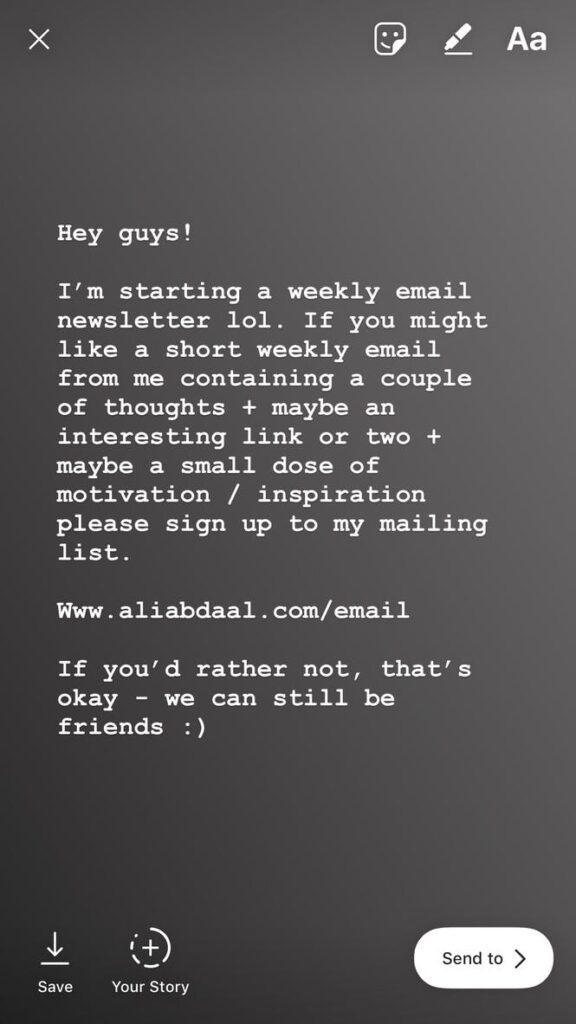 Aa
Hey guys!
I’m starting a weekly email
newsletter lol. If you might
like a short weekly email
from me containing a couple
of thoughts + maybe an
interesting link or two +
maybe a small dose of
motivation / inspiration
please sign up to my mailing
list.
Www.aliabdaal.com/email
If you’d rather not, that’s
okay - we can still be
friends :)
Save
Your Story
Send to